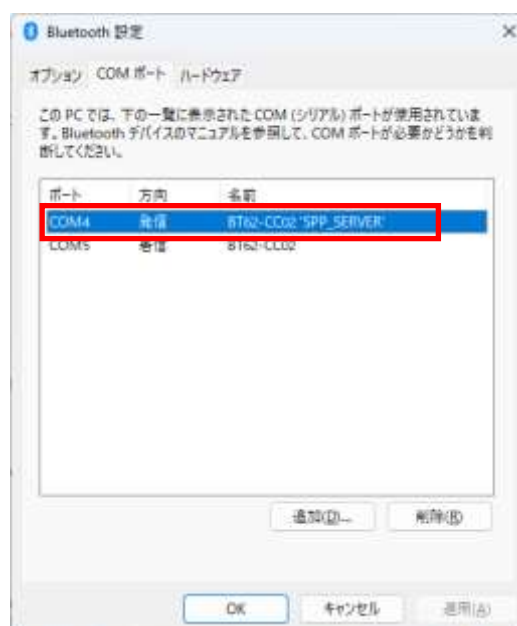 Bluetooth 設定
オプション COM ポート ハードウェア
この PC では、下の一覧に表示された COM (シリアル) ポートが使用されていま
す。Bluetooth デバイスのマニュアルを参照して、COM ポートが必要かどうかを判
断してください。
ポート 方向 名前
COM4 発信 BT62-CC02 'SPP_SERVER'
COM5 着信 BT62-CC02
追加(D)... 削除(R)
OK キャンセル 適用(A)